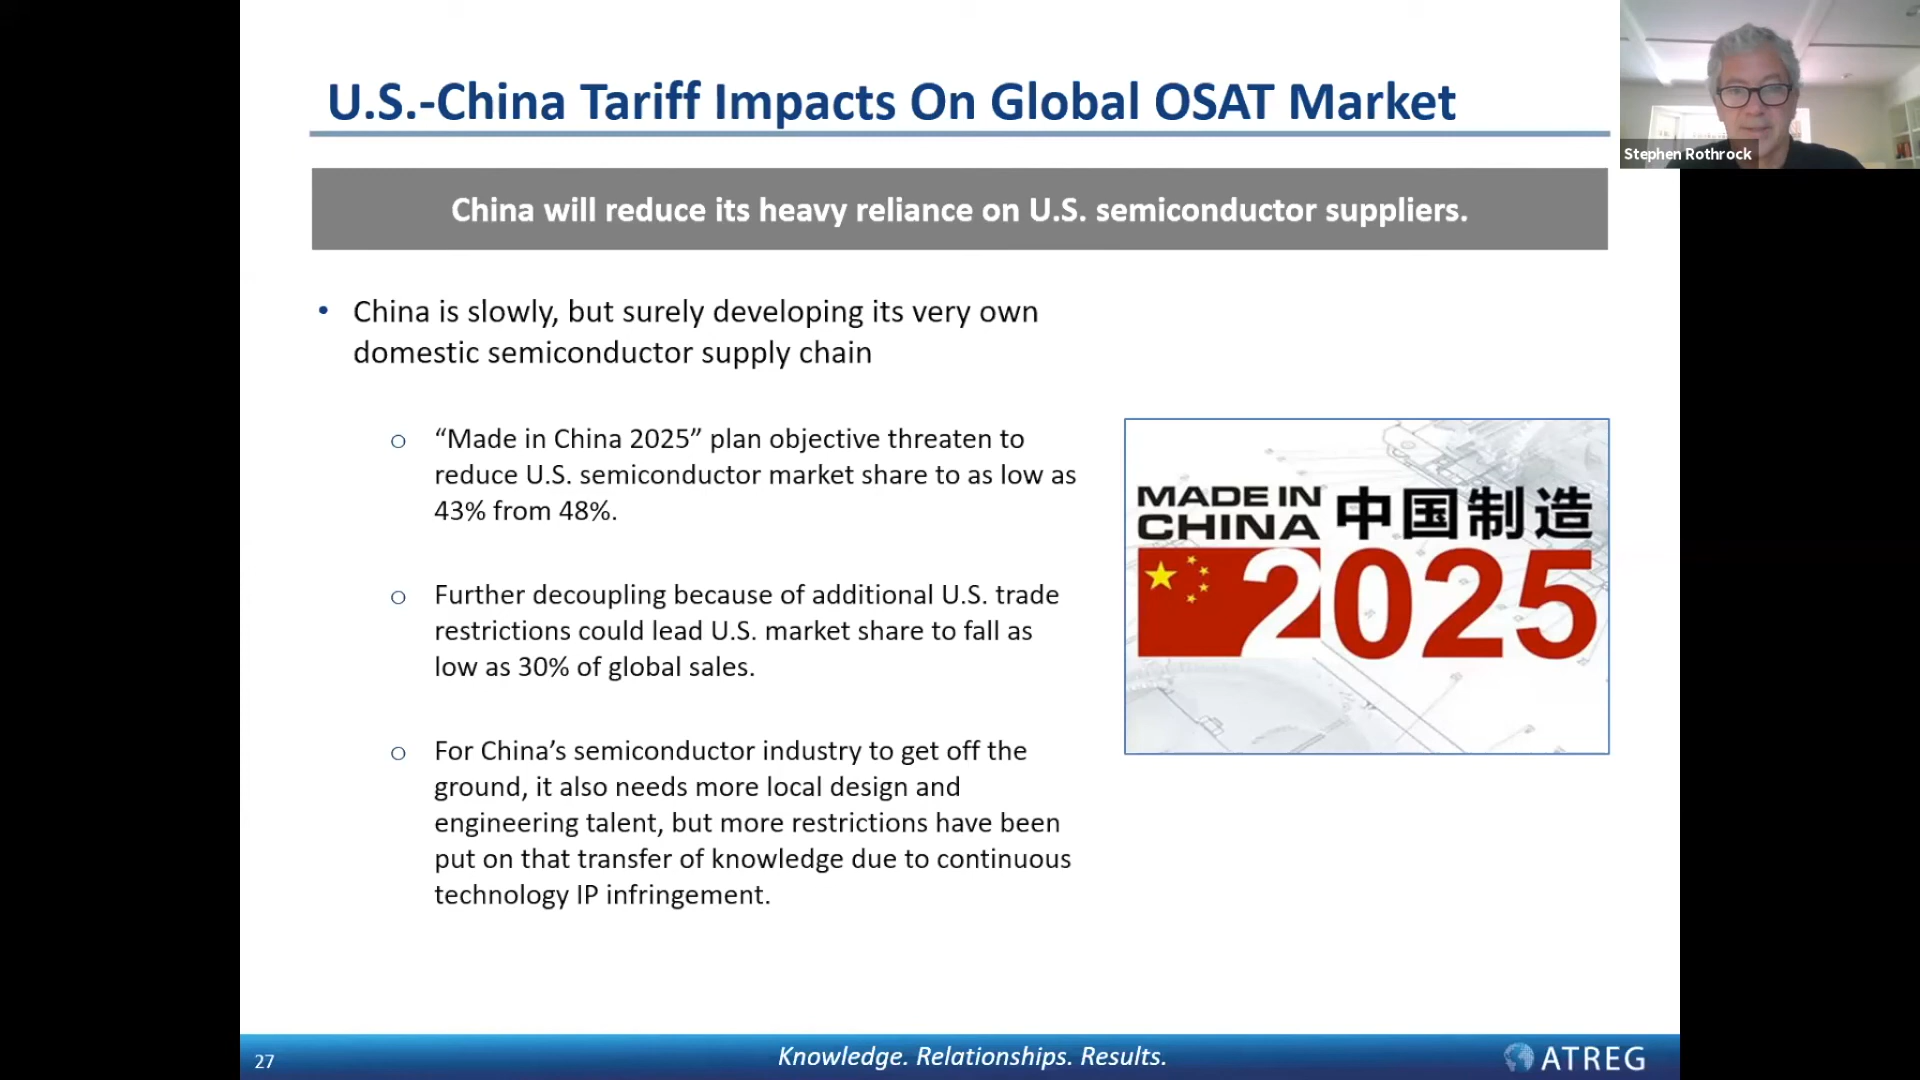 U.S.-China Tariff Impacts On Global OSAT Market
Stephen Rothrock
China will reduce its heavy reliance on U.S. semiconductor suppliers.
• China is slowly, but surely developing its very own
domestic semiconductor supply chain
o “Made in China 2025” plan objective threaten to
reduce U.S. semiconductor market share to as low as
43% from 48%.
o Further decoupling because of additional U.S. trade
restrictions could lead U.S. market share to fall as
low as 30% of global sales.
o For China’s semiconductor industry to get off the
ground, it also needs more local design and
engineering talent, but more restrictions have been
put on that transfer of knowledge due to continuous
technology IP infringement.
MADE IN
CHINA
中国制造
2025
27
Knowledge. Relationships. Results.
ATREG